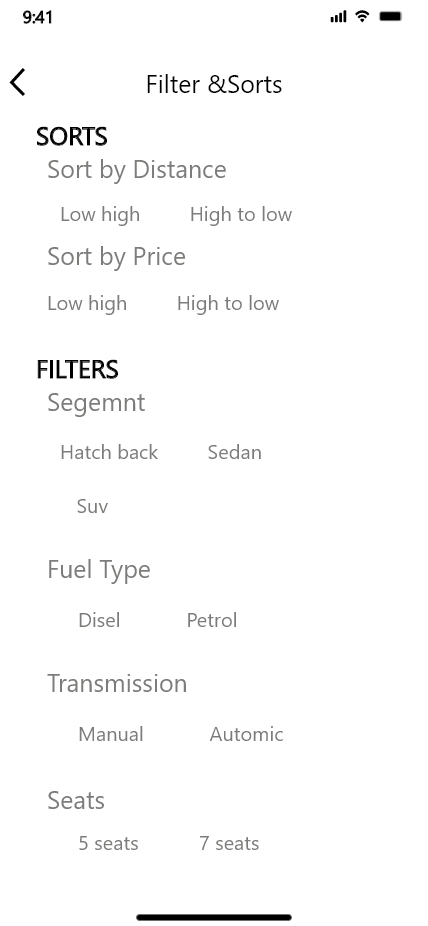 9:41
Filter &Sorts
SORTS
Sort by Distance
Low high High to low
Sort by Price
Low high High to low
FILTERS
Segemnt
Hatch back Sedan
Suv
Fuel Type
Disel Petrol
Transmission
Manual Automic
Seats
5 seats 7 seats